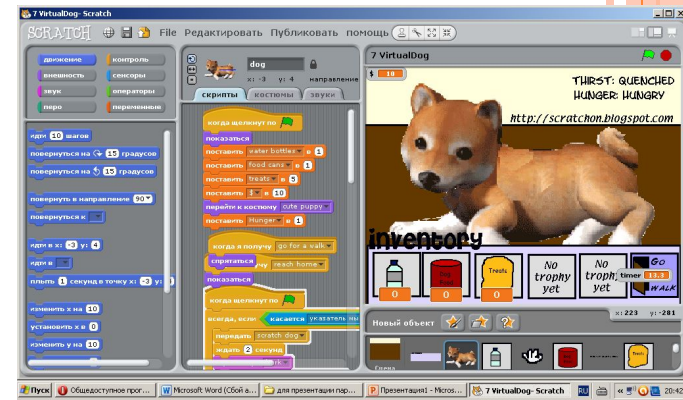 7 VirtualDog- Scratch
SCRATCH File Редактировать Публиковать помощь
движение контроль
внешность сенсоры
звук операторы
перо переменные
идти 10 шагов
повернуться на 15 градусов
повернуться на 15 градусов
повернуть в направление 90
повернуться к
идти в x: -3 y: 4
идти в
плыть 1 секунд в точку x: -3 y:
изменить x на 10
установить x в 0
изменить y на 10
dog
x: -3 y: 4 направление
скрипты костюмы звуки
когда щелкнут по
показаться
поставить water bottles в 1
поставить food cans в 1
поставить treats в 5
поставить $ в 10
перейти к костюму cute puppy
поставить Hunger в 1
когда я получу go for a walk
спрятаться чу reach home
показаться
когда щелкнут по
всегда, если касается указатель мы
передать scratch dog
ждать 2 секунд
7 VirtualDog
$ 10
THIRST: QUENCHED
HUNGER: HUNGRY
http://scratchon.blogspot.com
inventory
Treats
No trophy yet
No troph yet
GO
WALK
timer 13.3
0 0 0
x: 223 y: -281
Новый объект
Сцена
Пуск
Общедоступное прог...
Microsoft Word (Сбой а...
для презентации пар...
Презентация1 - Micros...
7 VirtualDog- Scratch
RU
20:42